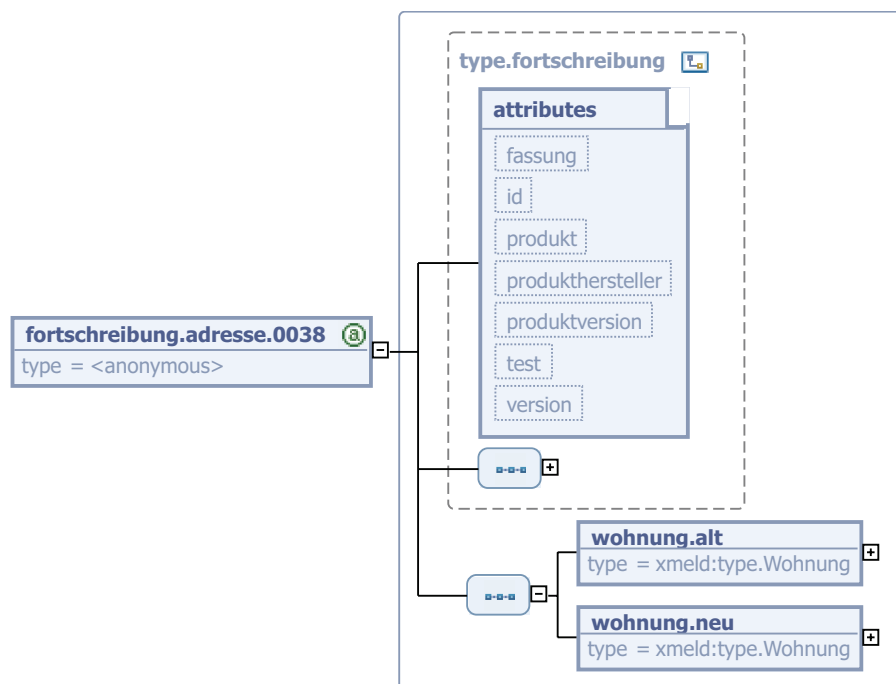 type.fortschreibung
attributes
fassung
id
produkt
produkthersteller
produktversion
test
version
fortschreibung.adresse.0038 @
type = <anonymous>
wohnung.alt
type = xmeld:type.Wohnung
wohnung.neu
type = xmeld:type.Wohnung